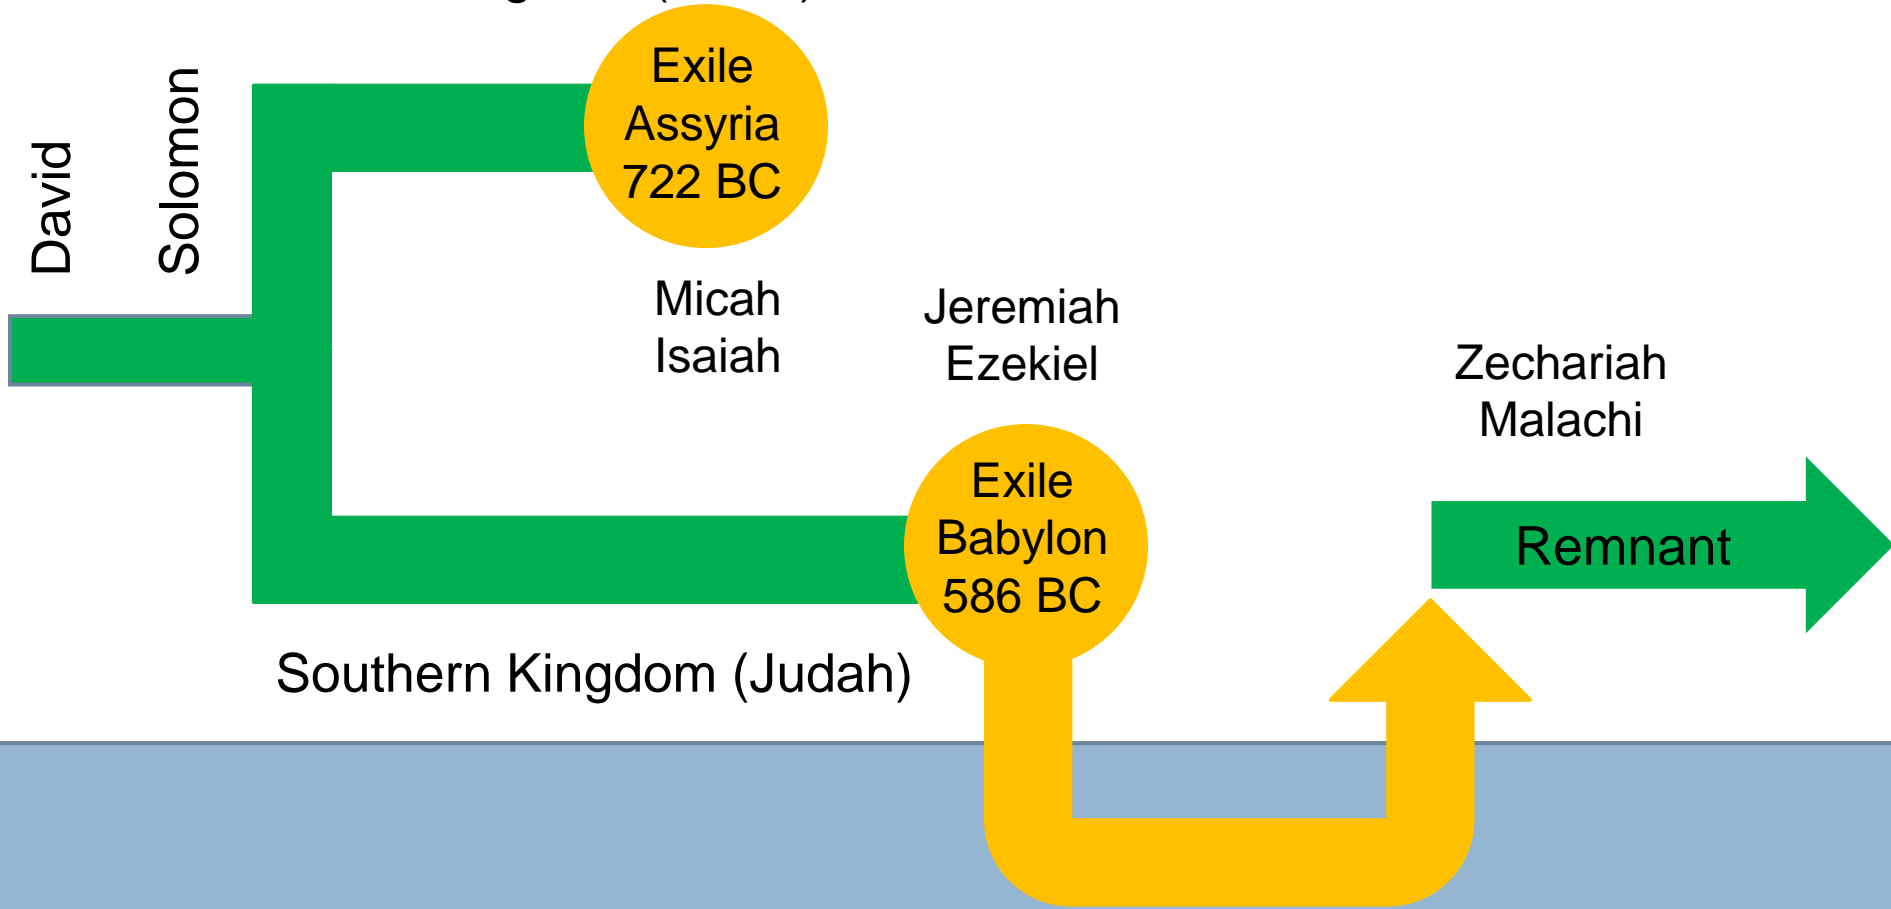 David
Solomon
Exile
Assyria
722 BC
Micah
Isaiah
Jeremiah
Ezekiel
Zechariah
Malachi
Exile
Babylon
586 BC
Remnant
Southern Kingdom (Judah)